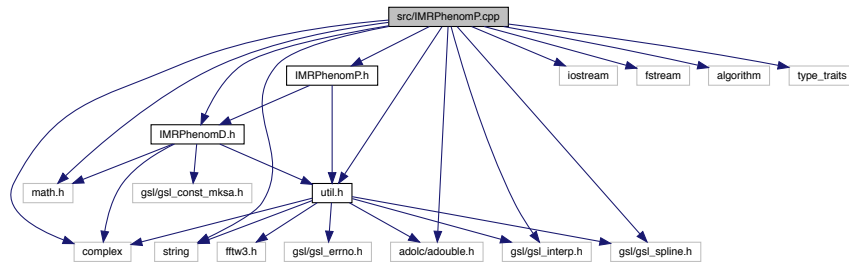 src/IMRPhenomP.cpp
IMRPhenomP.h
iostream
fstream
algorithm
type_traits
IMRPhenomD.h
math.h
gsl/gsl_const_mksa.h
util.h
complex
string
fftw3.h
gsl/gsl_errno.h
adolc/adouble.h
gsl/gsl_interp.h
gsl/gsl_spline.h